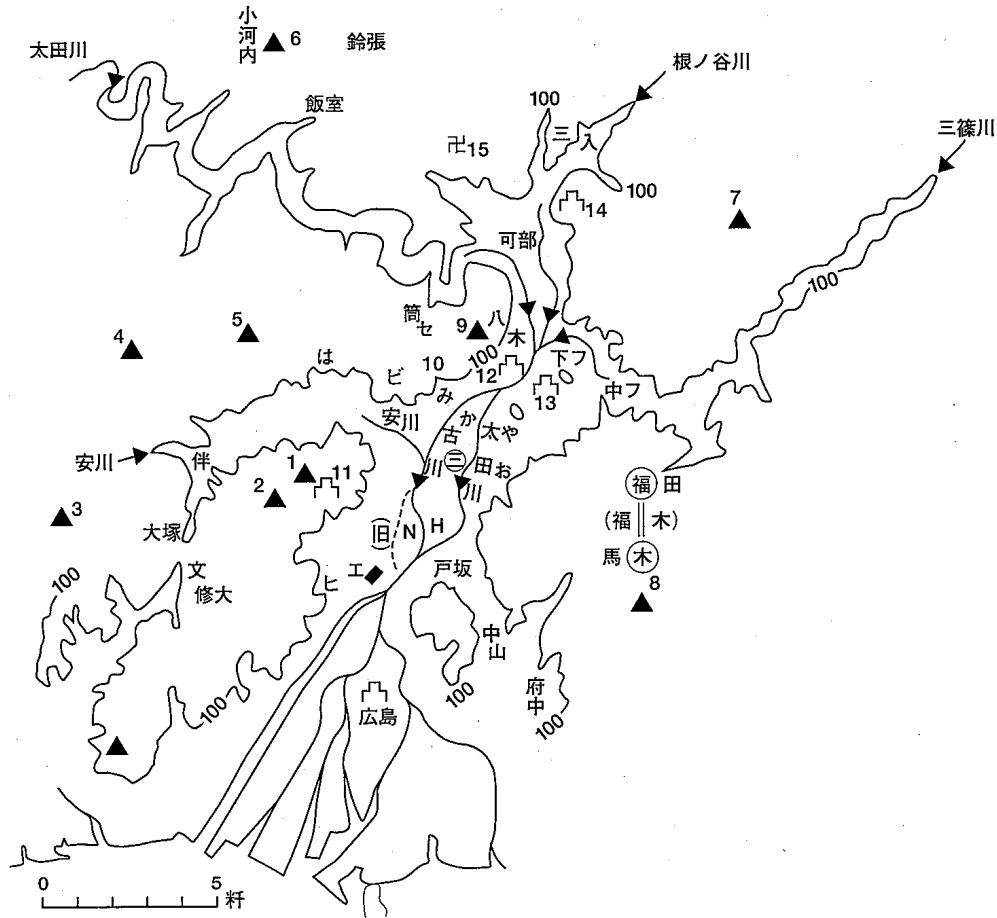 太田川
小河内
6
鈴張
飯室
100
三入
根ノ谷川
三篠川
卍15
14
100
7
可部
100
4
5
筒セ
9
八木
100
12
下フ
13
中フ
はビ
10
みかや
安川
古川
太田川
お
㊂
安川
伴
1
2
11
3
大塚
(旧)
N
H
福田
(福木)
馬木
8
文
修大
ヒ
エ
戸坂
中山
100
100
100
府中
100
広島
0
5
粁